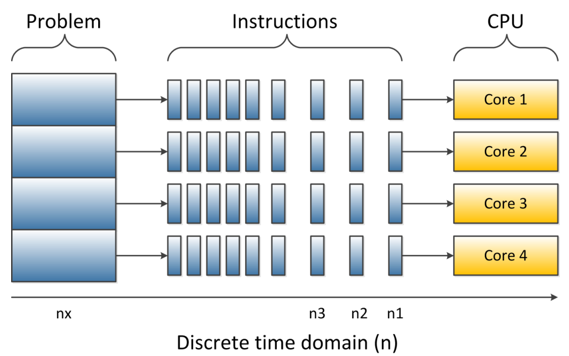 Problem Instructions CPU
Core 1
Core 2
Core 3
Core 4
nx n3 n2 n1
Discrete time domain (n)